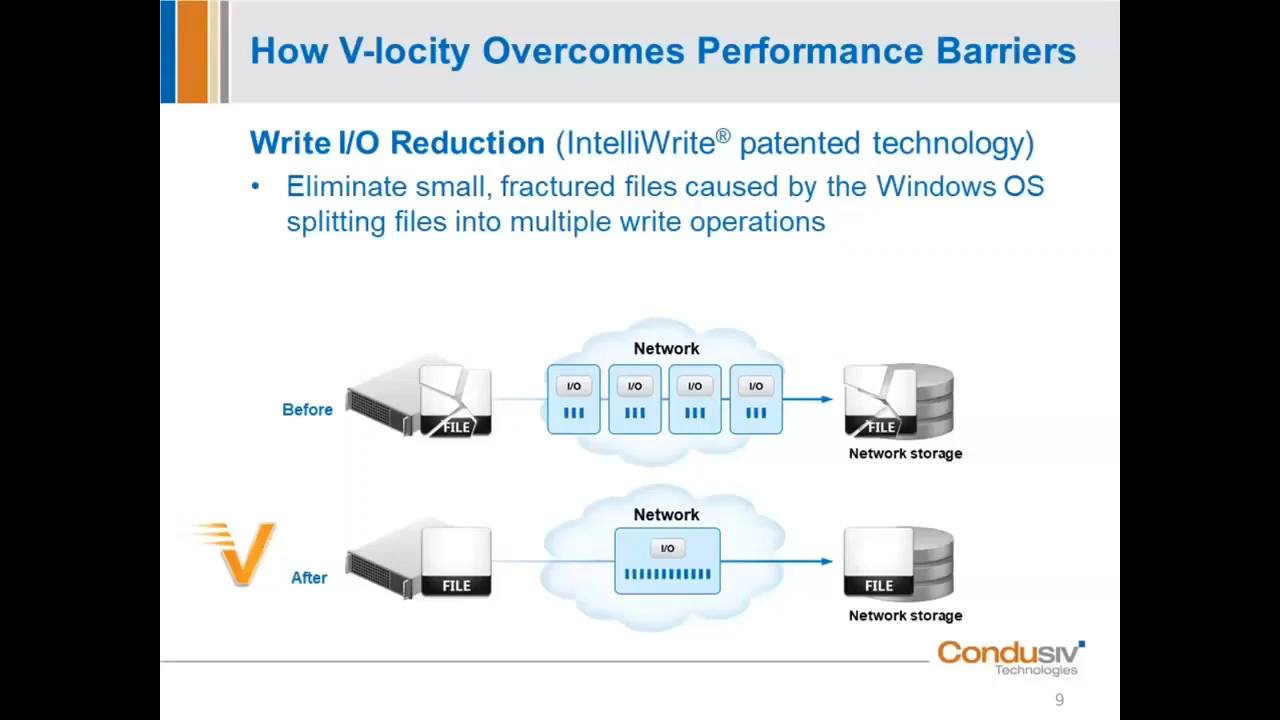 How V-locity Overcomes Performance Barriers
Write I/O Reduction (IntelliWrite® patented technology)
• Eliminate small, fractured files caused by the Windows OS
splitting files into multiple write operations
Network
I/O I/O I/O I/O
Before
FILE
FILE
Network storage
Network
I/O
V
After
FILE
FILE
Network storage
Condusiv
Technologies
9